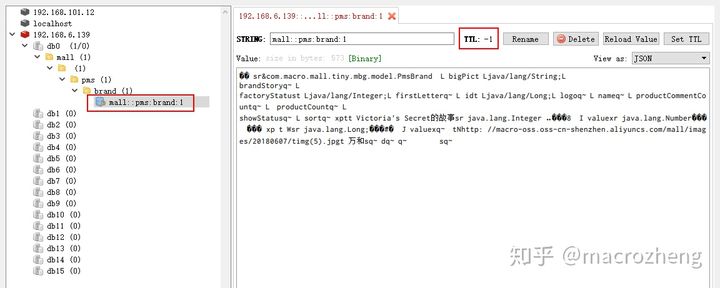 192.168.101.12
localhost
192.168.6.139
db0 (1/0)
mall (1)
(1)
pms (1)
brand (1)
mall::pms:brand:1
db1 (0)
db2 (0)
db3 (0)
db4 (0)
db5 (0)
db6 (0)
db7 (0)
db8 (0)
db9 (0)
db10 (0)
db11 (0)
db12 (0)
db13 (0)
db14 (0)
db15 (0)
192.168.6.139::...ll::pms:brand:1
STRING: mall::pms:brand:1 TTL: -1 Rename Delete Reload Value Set TTL
Value: size in bytes: 573 [Binary] View as: JSON
sr&com.macro.mall.tiny.mbg.model.PmsBrand L bigPict Ljava/lang/String;L
brandStoryq~ L
factoryStatust Ljava/lang/Integer;L firstLetterq~ L idt Ljava/lang/Long;L logoq~ L nameq~ L productCommentCo
untq~ L productCountq~ L
showStatusq~ L sortq~ xptt Victoria's Secret的故事sr java.lang.Integer I valuexr java.lang.Number
xp t Wsr java.lang.Long; J valuexq~ tNhttp://macro-oss.oss-cn-shenzhen.aliyuncs.com/mall/imag
es/20180607/timg(5).jpgt 万和sq~ dq~ q~ sq~
知乎 @macrozheng